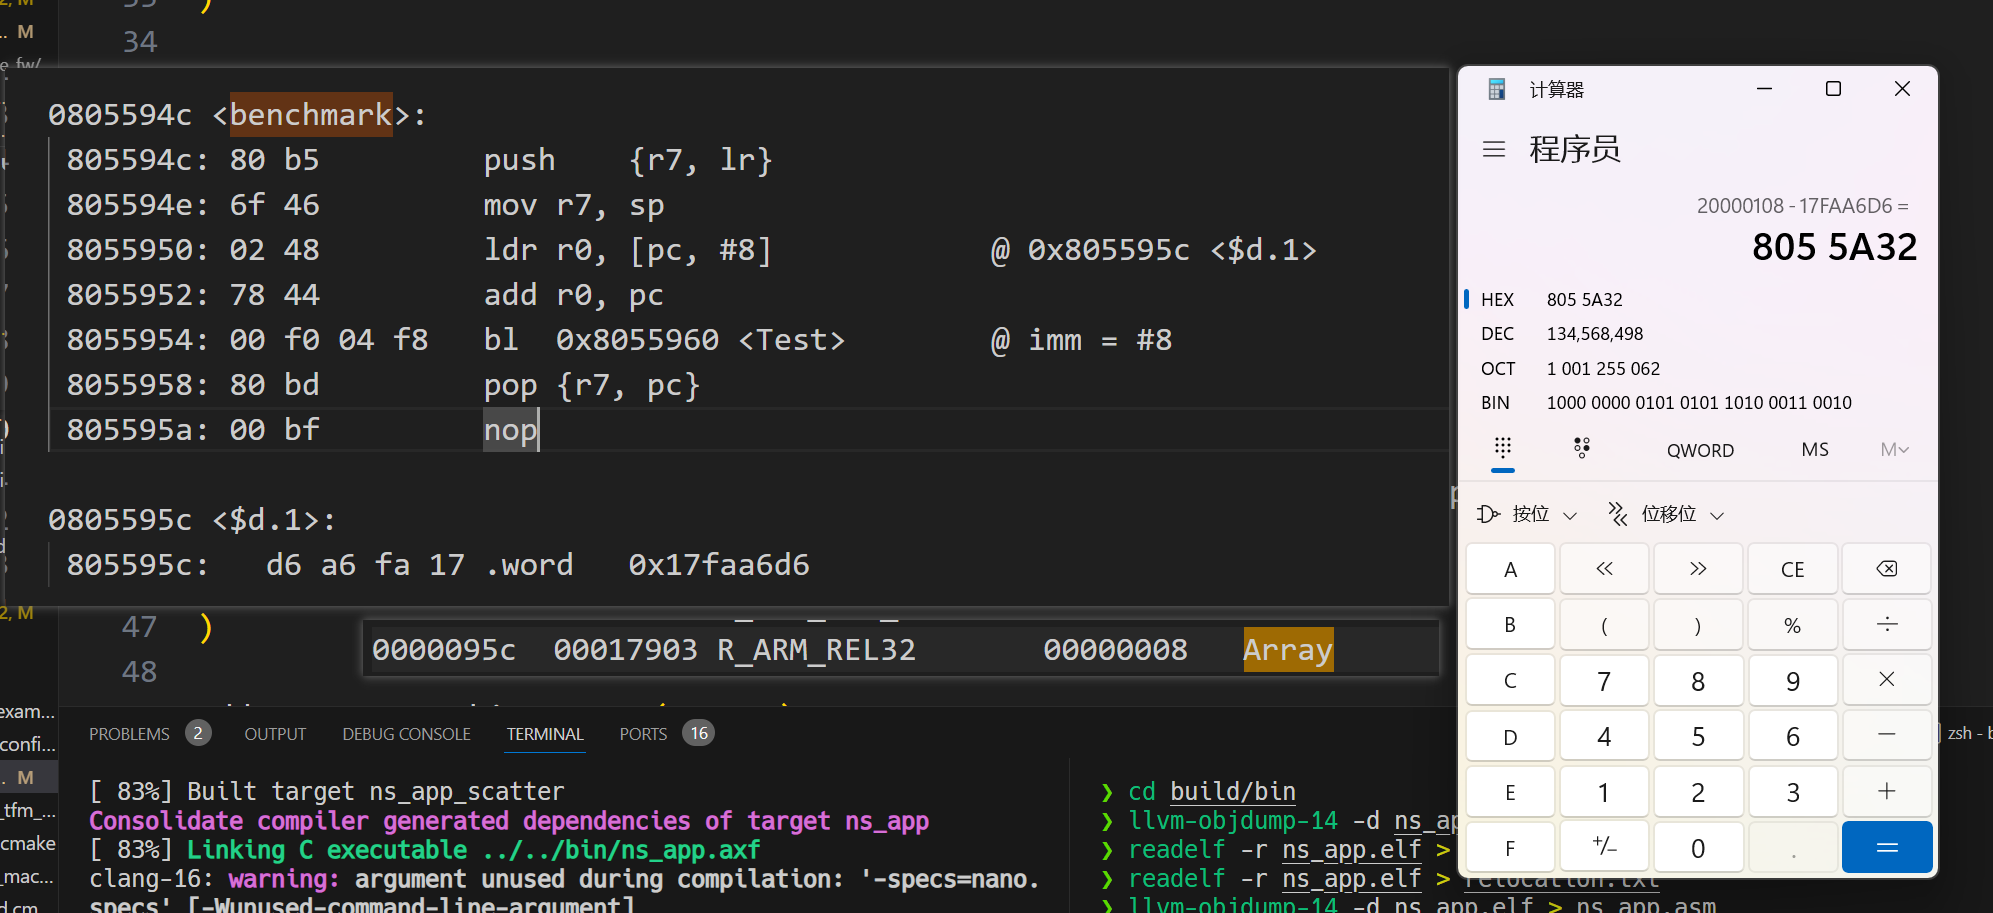 34
0805594c <benchmark>:
805594c: 80 b5 push {r7, lr}
805594e: 6f 46 mov r7, sp
8055950: 02 48 ldr r0, [pc, #8] @ 0x805595c <$d.1>
8055952: 78 44 add r0, pc
8055954: 00 f0 04 f8 bl 0x8055960 <Test> @ imm = #8
8055958: 80 bd pop {r7, pc}
805595a: 00 bf nop
0805595c <$d.1>:
805595c: d6 a6 fa 17 .word 0x17faa6d6
47 )
0000095c 00017903 R_ARM_REL32 00000008 Array
48
PROBLEMS 2 OUTPUT DEBUG CONSOLE TERMINAL PORTS 16
[ 83%] Built target ns_app_scatter
Consolidate compiler generated dependencies of target ns_app
[ 83%] Linking C executable ../../bin/ns_app.axf
clang-16: warning: argument unused during compilation: '-specs=nano.
specs' [-Wunused-command-line-argument]
❯ cd build/bin
❯ llvm-objdump-14 -d ns_ap
❯ readelf -r ns_app.elf >
❯ readelf -r ns_app.elf > relocation.txt
❯ llvm-objdump-14 -d ns_app.elf > ns_app.asm
zsh - b
exam...
confi...
. M
_tfm_...
cmake
_mac...
计算器
程序员
20000108 - 17FAA6D6 =
805 5A32
HEX 805 5A32
DEC 134,568,498
OCT 1 001 255 062
BIN 1000 0000 0101 0101 1010 0011 0010
QWORD MS M
按位 位移位
A << >> CE
B ( ) % ÷
C 7 8 9 ×
D 4 5 6 −
E 1 2 3 +
F +/− 0 . =